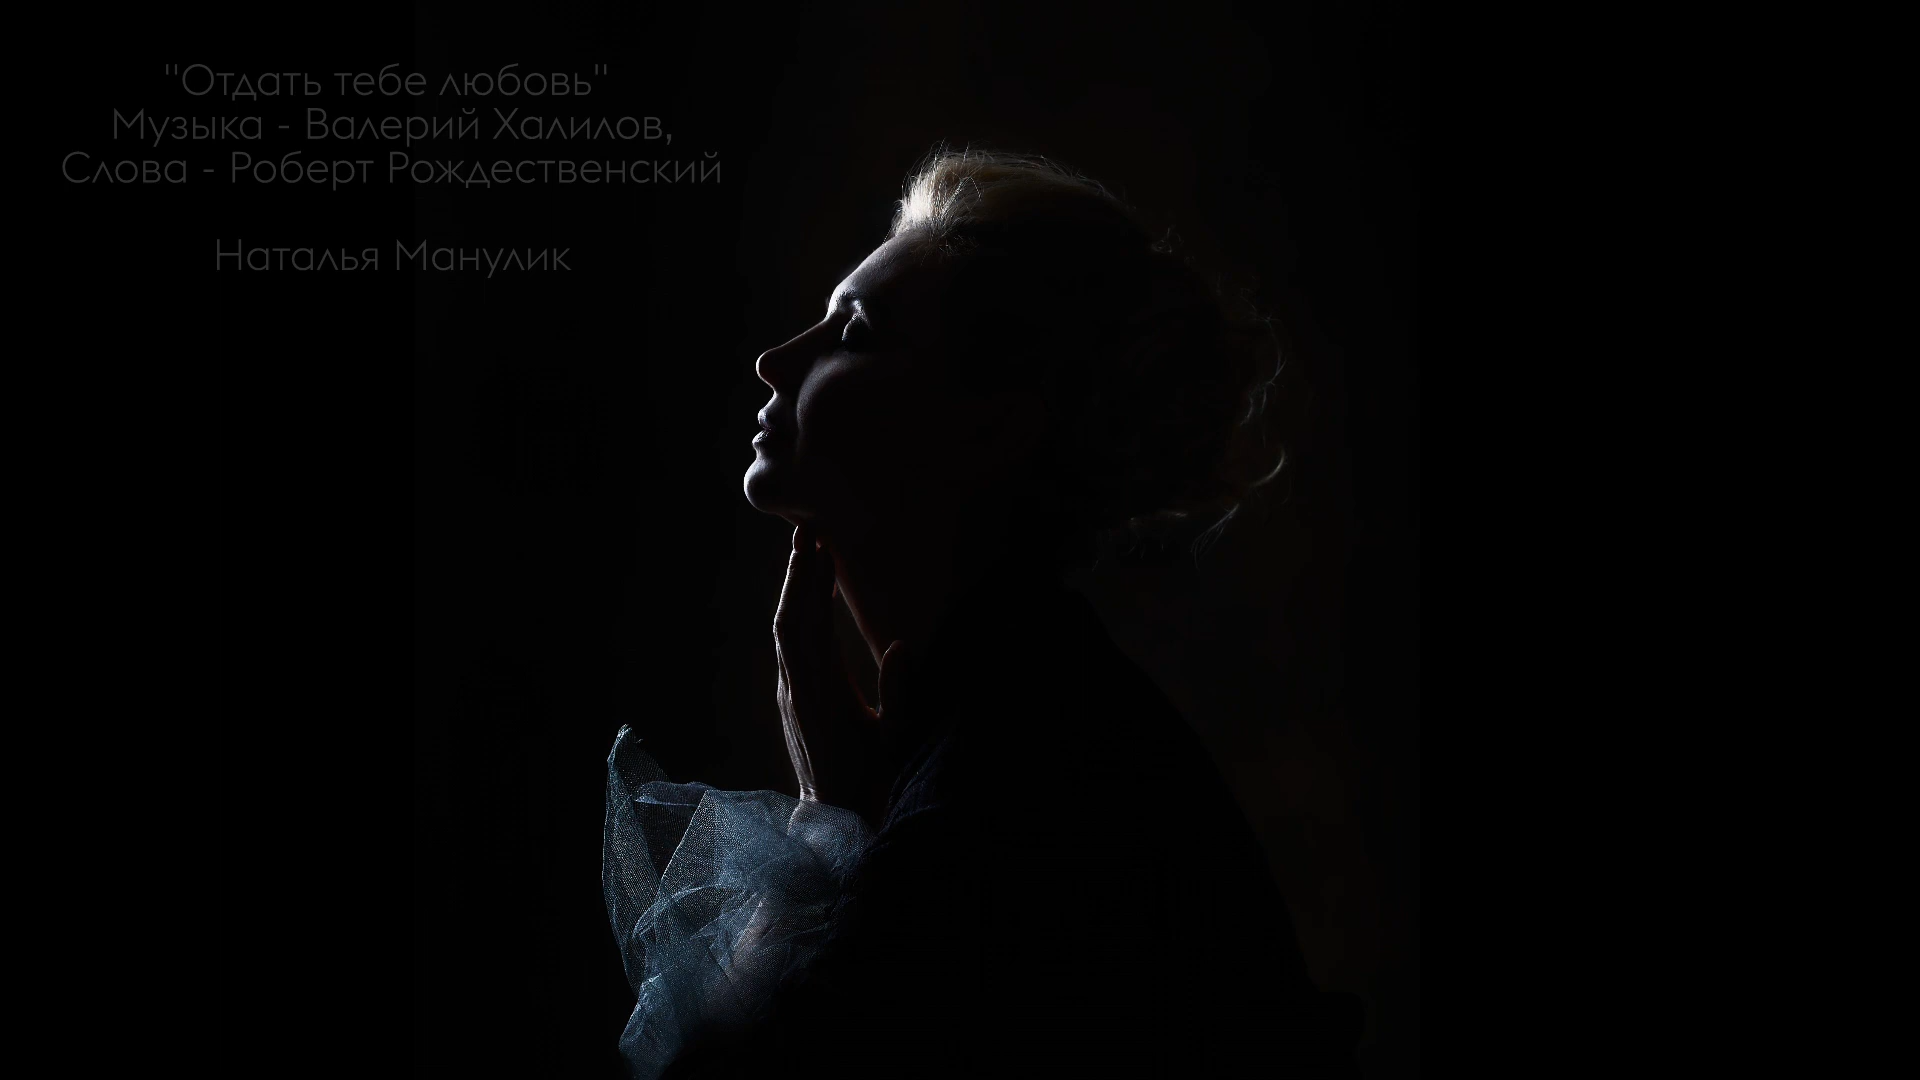 "Отдать тебе любовь"
Музыка - Валерий Халилов,
Слова - Роберт Рождественский
Наталья Манулик